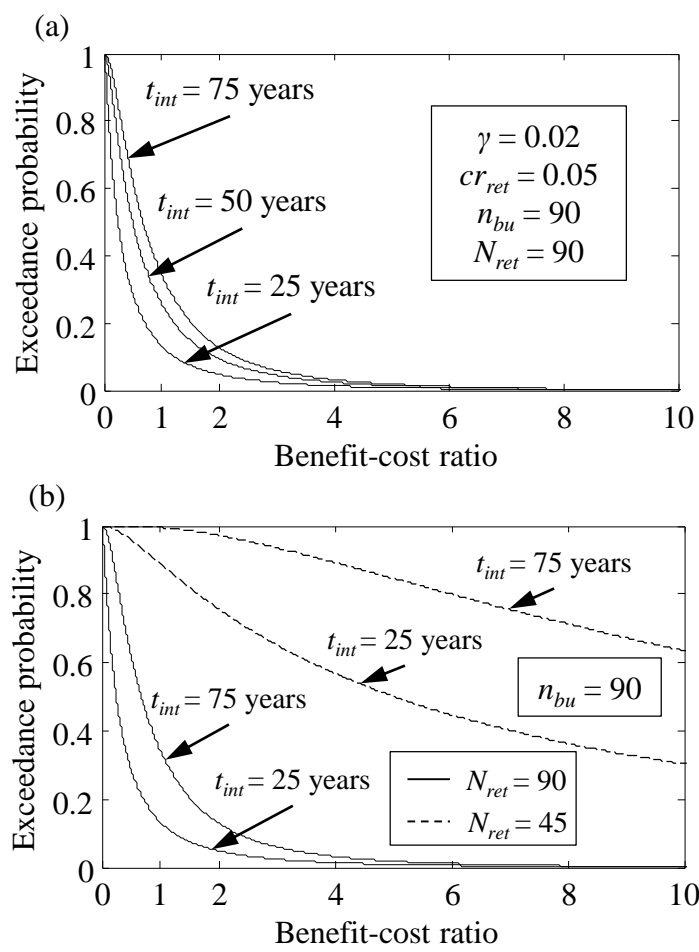 (a)
Exceedance probability
1
0.8
0.6
0.4
0.2
0
t_int = 75 years
t_int = 50 years
t_int = 25 years
γ = 0.02
cr_ret = 0.05
n_bu = 90
N_ret = 90
0 1 2 4 6 8 10
Benefit-cost ratio
(b)
Exceedance probability
1
0.8
0.6
0.4
0.2
0
t_int = 75 years
t_int = 25 years
n_bu = 90
t_int = 75 years
t_int = 25 years
N_ret = 90
N_ret = 45
0 1 2 4 6 8 10
Benefit-cost ratio